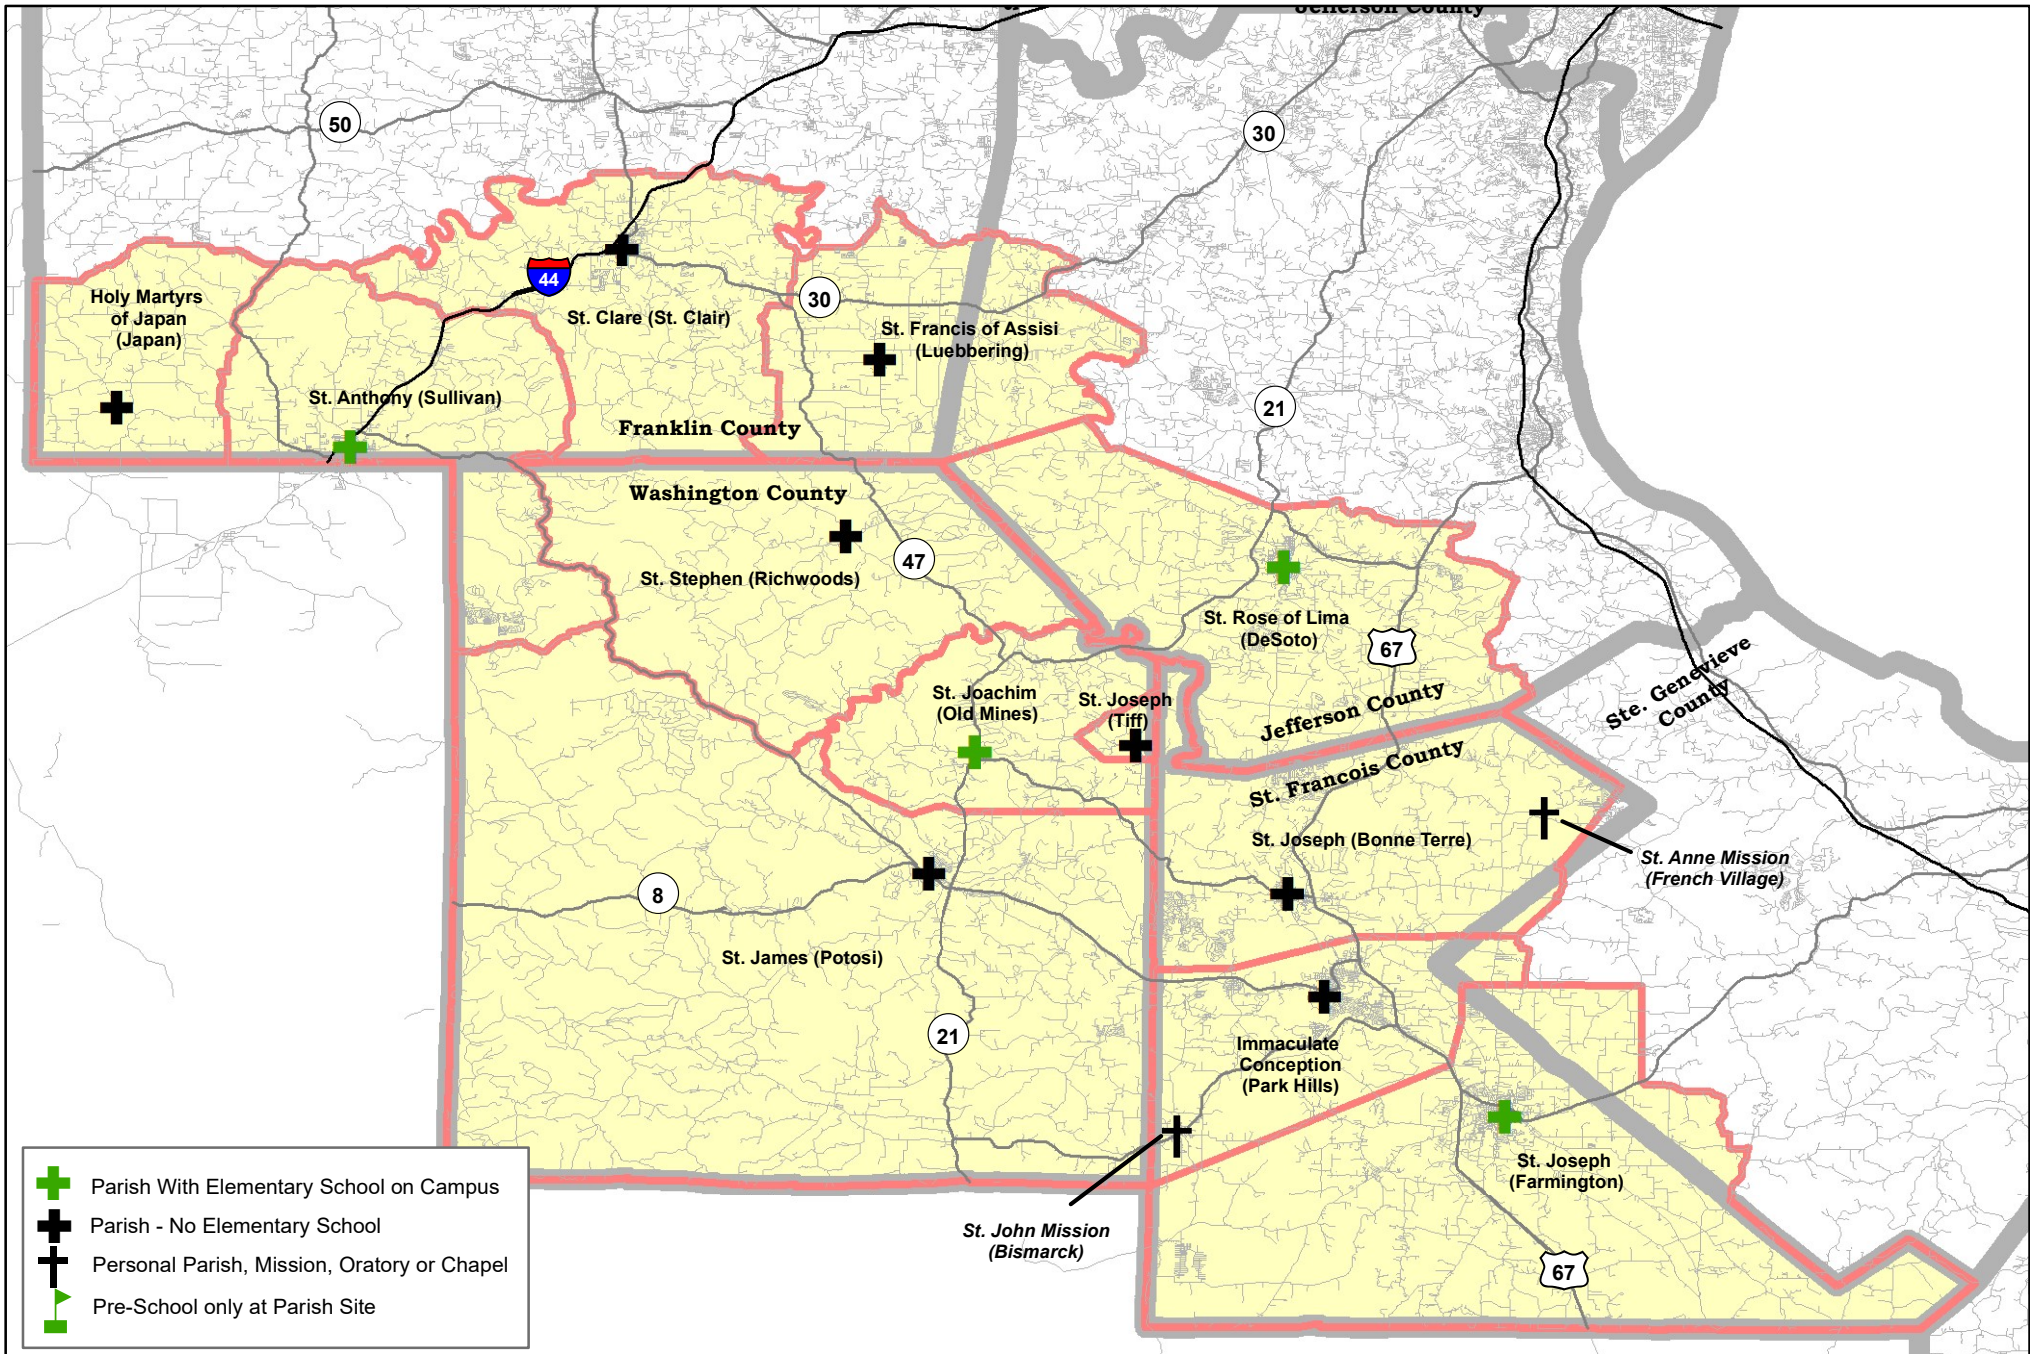 Jefferson County
50
30
44
Holy Martyrs
of Japan
(Japan)
30
St. Clare (St. Clair)
St. Francis of Assisi
(Luebbering)
St. Anthony (Sullivan)
21
Franklin County
Washington County
47
St. Stephen (Richwoods)
St. Rose of Lima
(DeSoto)
67
Ste. Genevieve
County
St. Joachim
(Old Mines)
St. Joseph
(Tiff)
Jefferson County
St. Francois County
St. Joseph (Bonne Terre)
St. Anne Mission
(French Village)
8
St. James (Potosi)
21
Immaculate
Conception
(Park Hills)
St. Joseph
(Farmington)
St. John Mission
(Bismarck)
67
Parish With Elementary School on Campus
Parish - No Elementary School
Personal Parish, Mission, Oratory or Chapel
Pre-School only at Parish Site